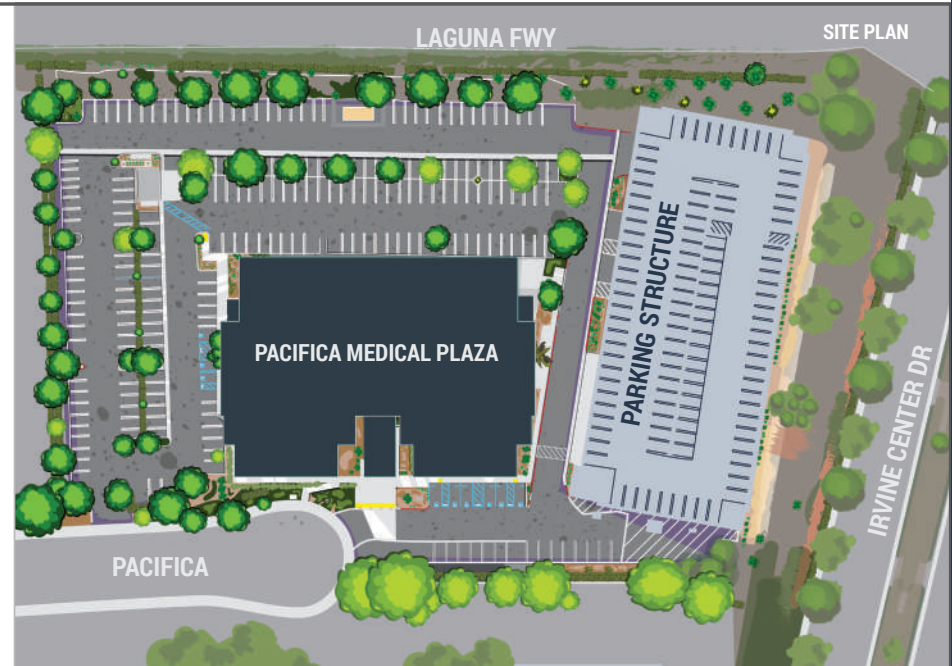 LAGUNA FWY
SITE PLAN
PARKING STRUCTURE
PACIFICA MEDICAL PLAZA
IRVINE CENTER DR
PACIFICA